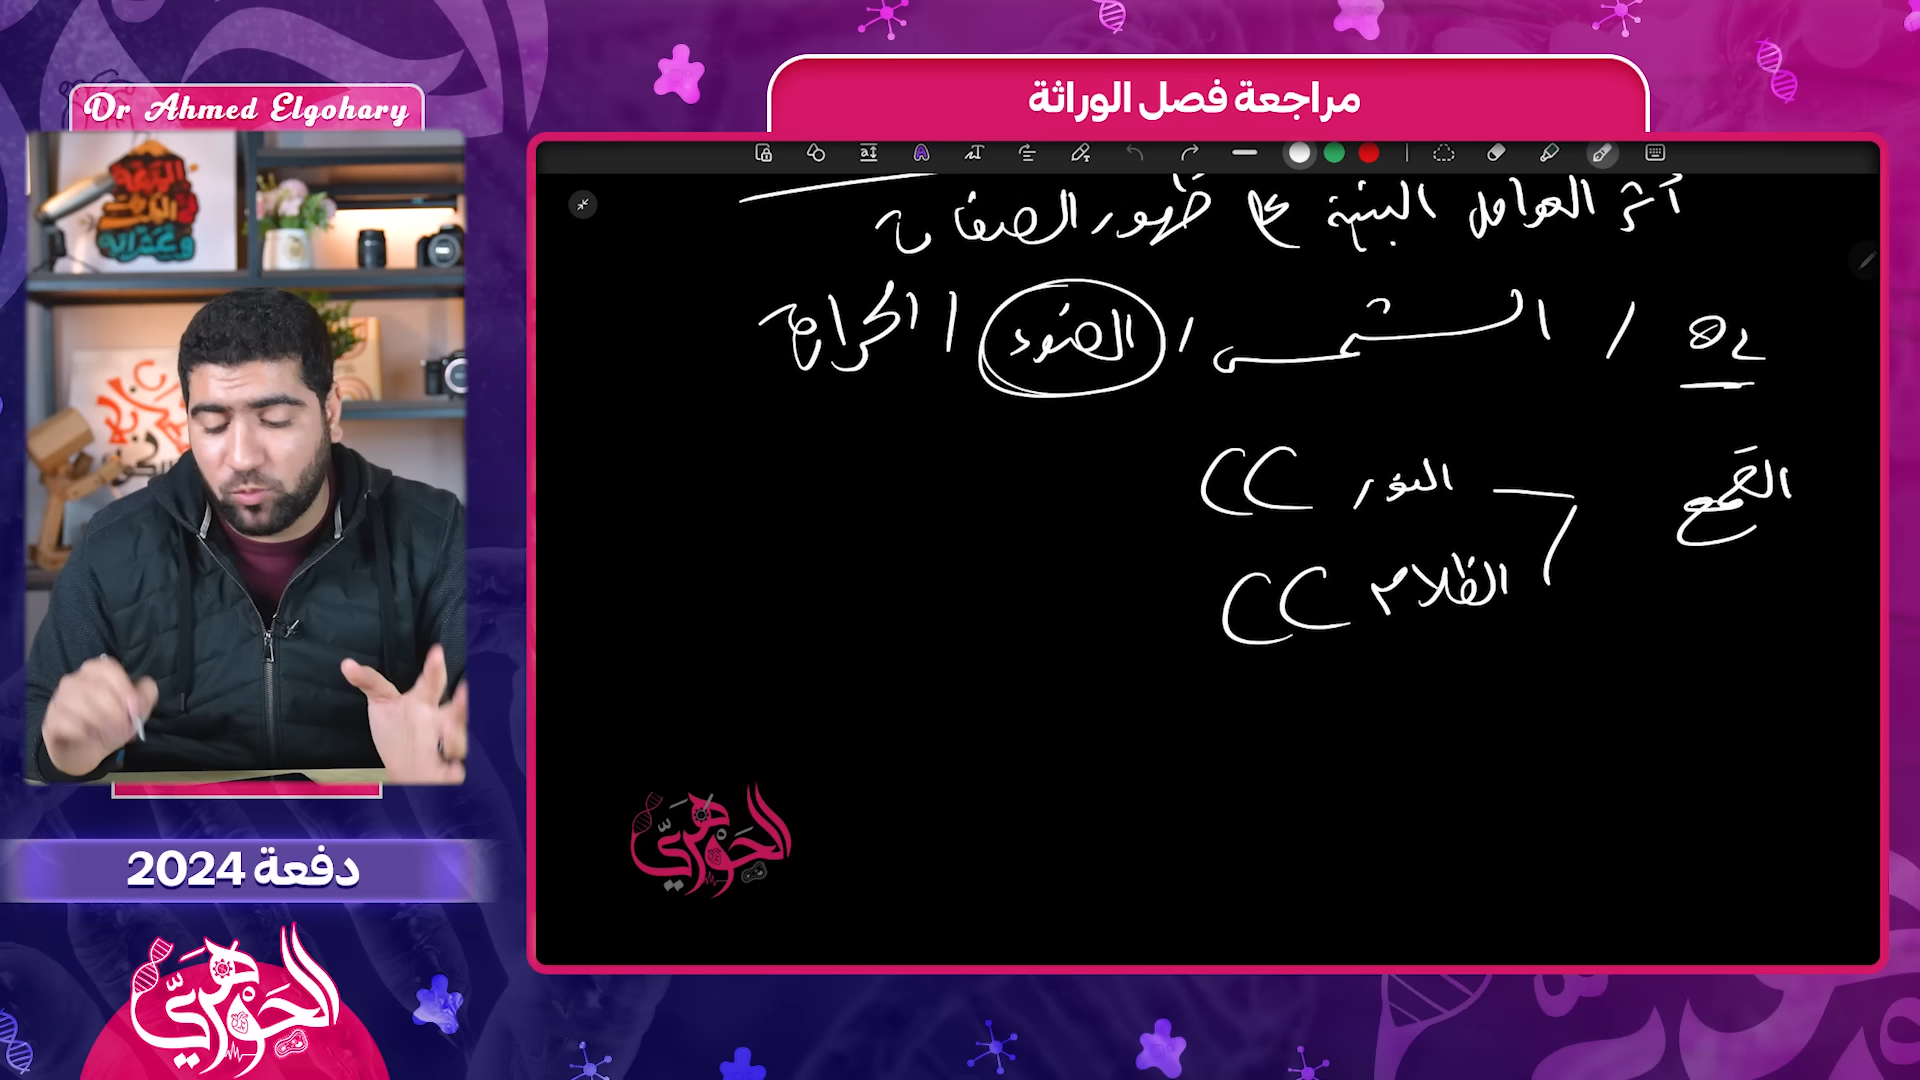 Dr Ahmed Elgohary
مراجعة فصل الوراثة
أثر العوامل البيئية على ظهور الصفات
O2 / الشمس / الضوء / الحرارة
القمح
النور CC
الظلام CC
دفعة 2024
الجوهري
الجوهري